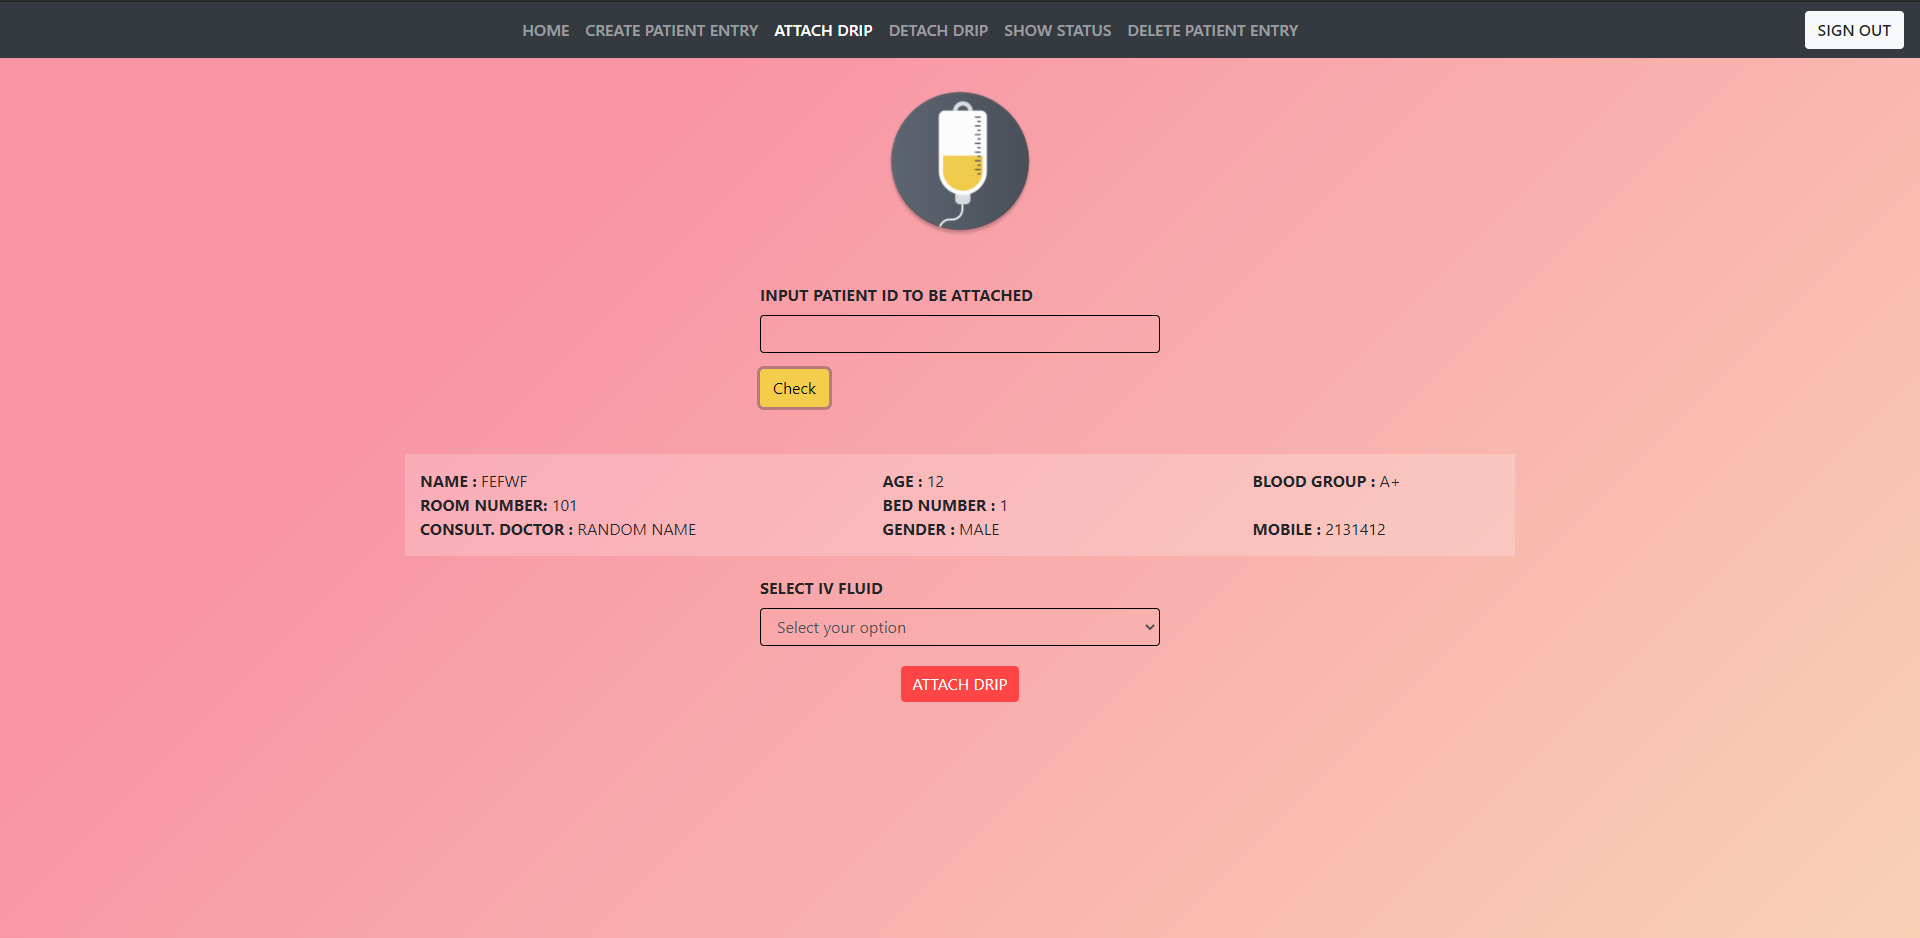 HOME CREATE PATIENT ENTRY ATTACH DRIP DETACH DRIP SHOW STATUS DELETE PATIENT ENTRY SIGN OUT
INPUT PATIENT ID TO BE ATTACHED
Check
NAME : FEFWF AGE : 12 BLOOD GROUP : A+
ROOM NUMBER: 101 BED NUMBER : 1
CONSULT. DOCTOR : RANDOM NAME GENDER : MALE MOBILE : 2131412
SELECT IV FLUID
Select your option
ATTACH DRIP